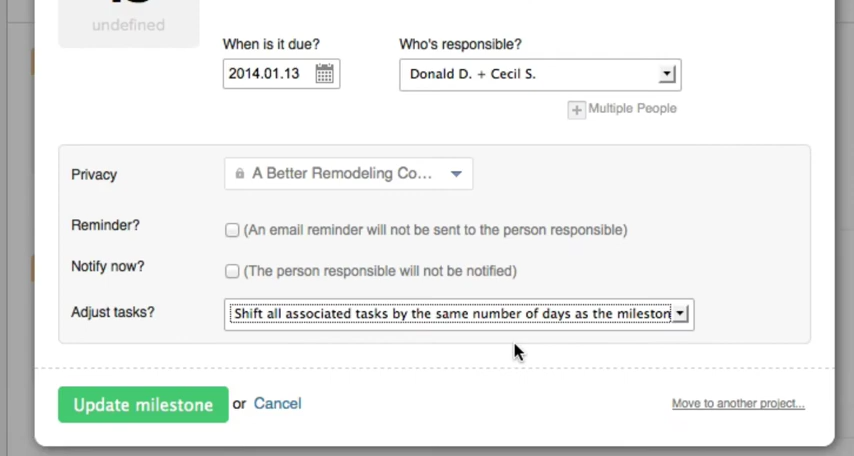 undefined
When is it due?
Who's responsible?
2014.01.13
Donald D. + Cecil S.
+ Multiple People
Privacy
A Better Remodeling Co...
Reminder?
(An email reminder will not be sent to the person responsible)
Notify now?
(The person responsible will not be notified)
Adjust tasks?
Shift all associated tasks by the same number of days as the mileston
Update milestone or Cancel
Move to another project...